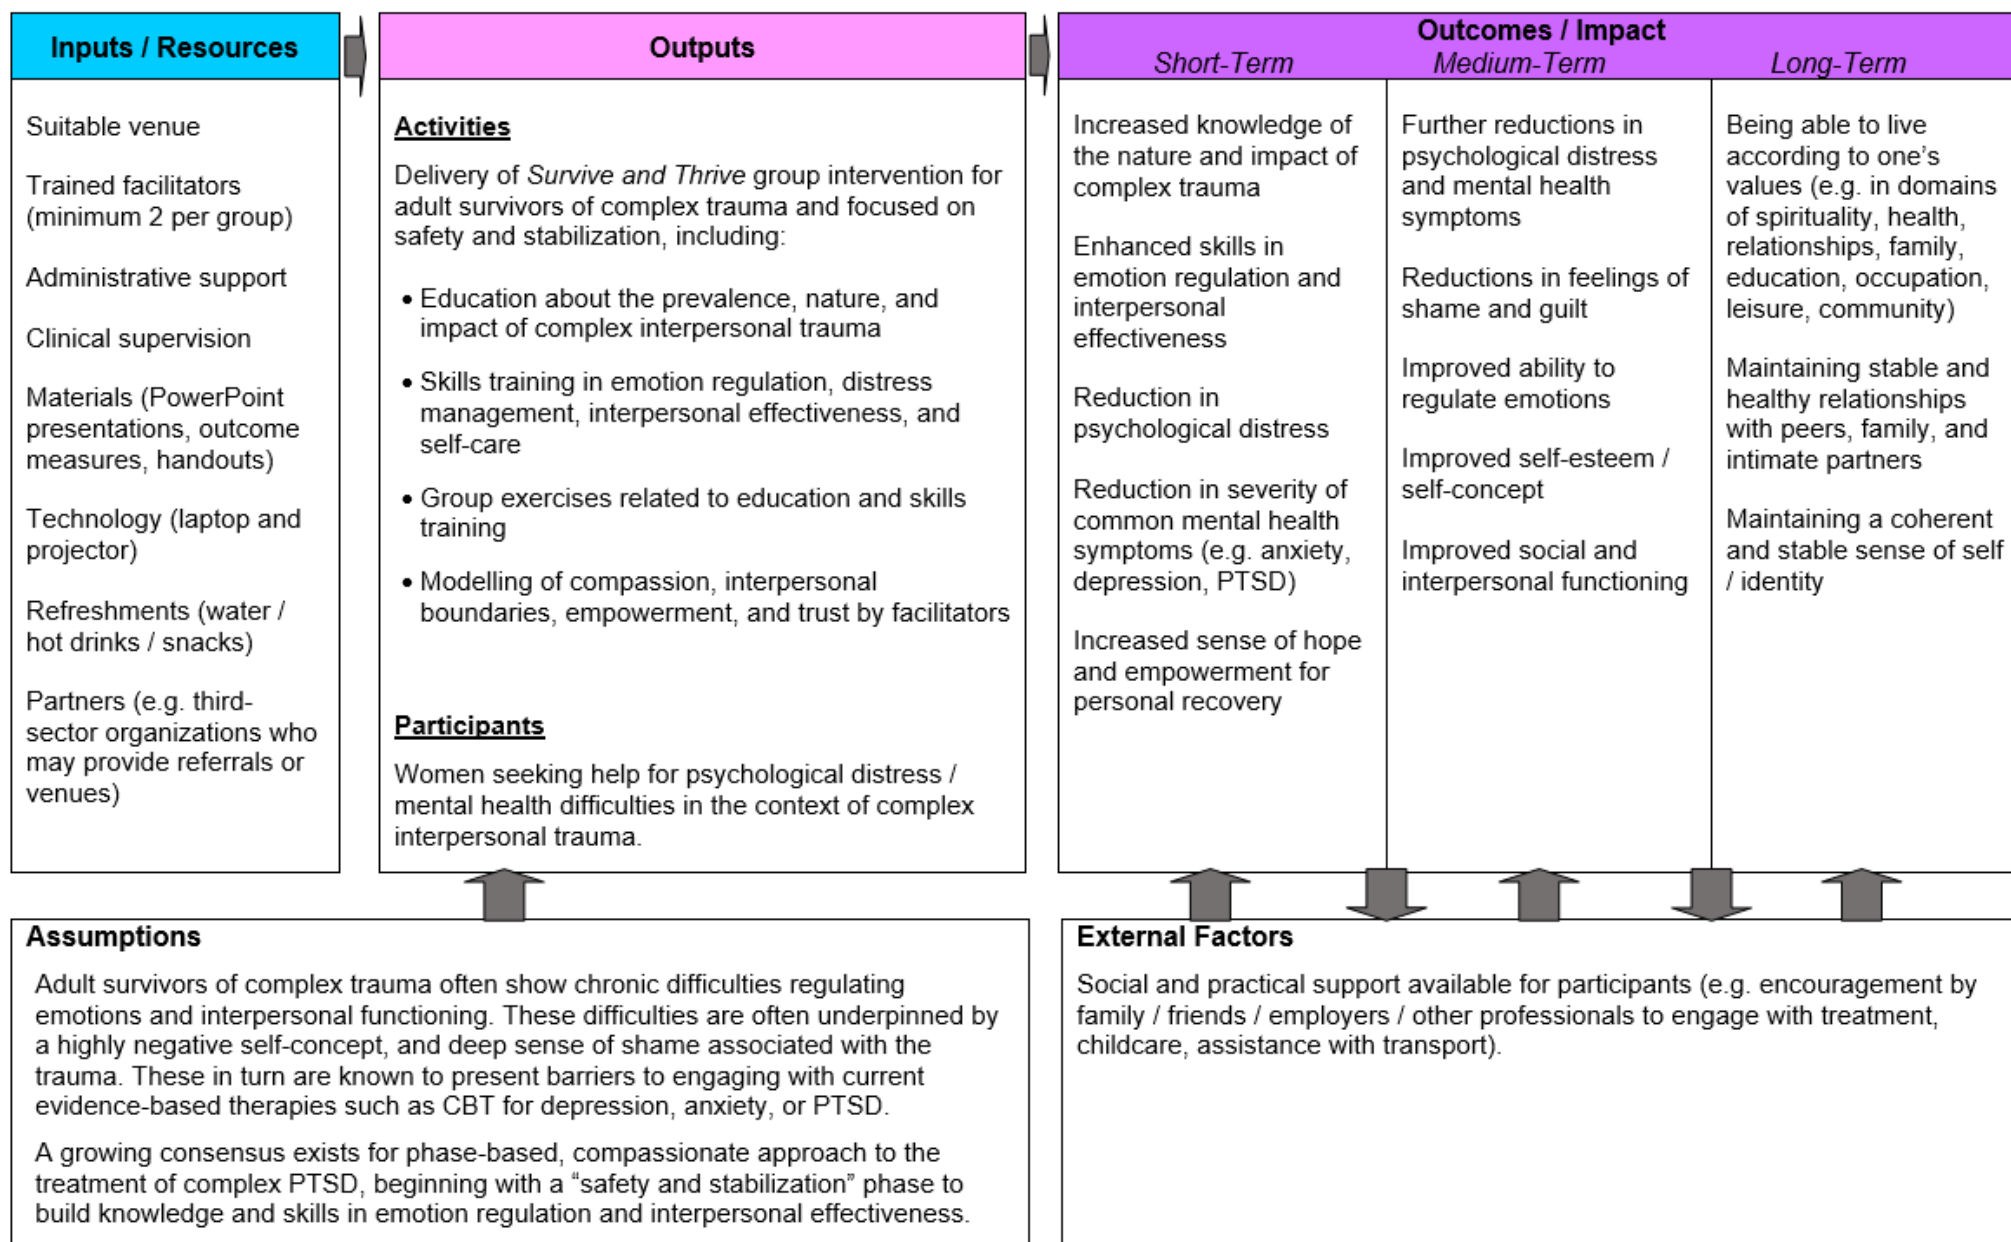 Inputs / Resources
Suitable venue
Trained facilitators
(minimum 2 per group)
Administrative support
Clinical supervision
Materials (PowerPoint
presentations, outcome
measures, handouts)
Technology (laptop and
projector)
Refreshments (water /
hot drinks / snacks)
Partners (e.g. third-
sector organizations who
may provide referrals or
venues)
Outputs
Activities
Delivery of Survive and Thrive group intervention for
adult survivors of complex trauma and focused on
safety and stabilization, including:
• Education about the prevalence, nature, and
impact of complex interpersonal trauma
• Skills training in emotion regulation, distress
management, interpersonal effectiveness, and
self-care
• Group exercises related to education and skills
training
• Modelling of compassion, interpersonal
boundaries, empowerment, and trust by facilitators
Participants
Women seeking help for psychological distress /
mental health difficulties in the context of complex
interpersonal trauma.
Outcomes / Impact
Short-Term
Increased knowledge of
the nature and impact of
complex trauma
Enhanced skills in
emotion regulation and
interpersonal
effectiveness
Reduction in
psychological distress
Reduction in severity of
common mental health
symptoms (e.g. anxiety,
depression, PTSD)
Increased sense of hope
and empowerment for
personal recovery
Medium-Term
Further reductions in
psychological distress
and mental health
symptoms
Reductions in feelings of
shame and guilt
Improved ability to
regulate emotions
Improved self-esteem /
self-concept
Improved social and
interpersonal functioning
Long-Term
Being able to live
according to one's
values (e.g. in domains
of spirituality, health,
relationships, family,
education, occupation,
leisure, community)
Maintaining stable and
healthy relationships
with peers, family, and
intimate partners
Maintaining a coherent
and stable sense of self
/ identity
Assumptions
Adult survivors of complex trauma often show chronic difficulties regulating
emotions and interpersonal functioning. These difficulties are often underpinned by
a highly negative self-concept, and deep sense of shame associated with the
trauma. These in turn are known to present barriers to engaging with current
evidence-based therapies such as CBT for depression, anxiety, or PTSD.
A growing consensus exists for phase-based, compassionate approach to the
treatment of complex PTSD, beginning with a “safety and stabilization” phase to
build knowledge and skills in emotion regulation and interpersonal effectiveness.
External Factors
Social and practical support available for participants (e.g. encouragement by
family / friends / employers / other professionals to engage with treatment,
childcare, assistance with transport).